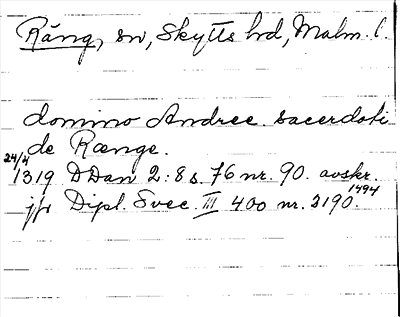 Räng, sn, Skytts hd, Malm. l.
domino Andree sacerdoti
de Rænge.
24/4 1319 DDan 2:8 s. 76 nr. 90. avskr. 1494
jfr Dipl. Svec. III 400 nr. 2190.